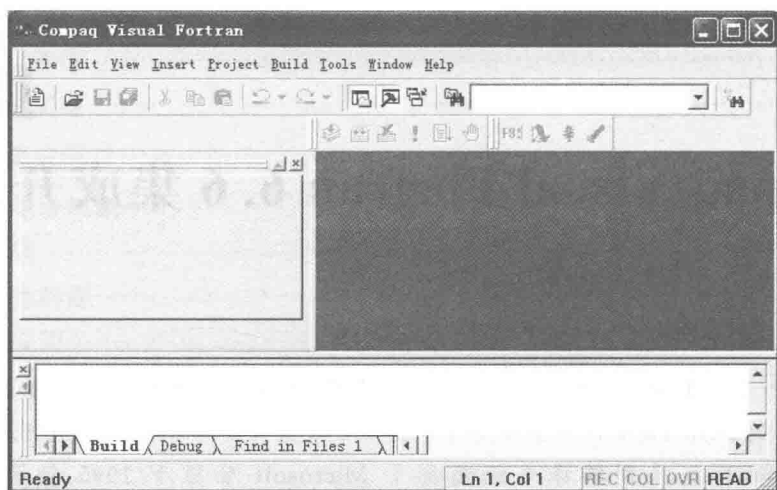 Compaq Visual Fortran
File Edit View Insert Project Build Tools Window Help
Build Debug Find in Files 1
Ready Ln 1, Col 1 REC COL OVR READ